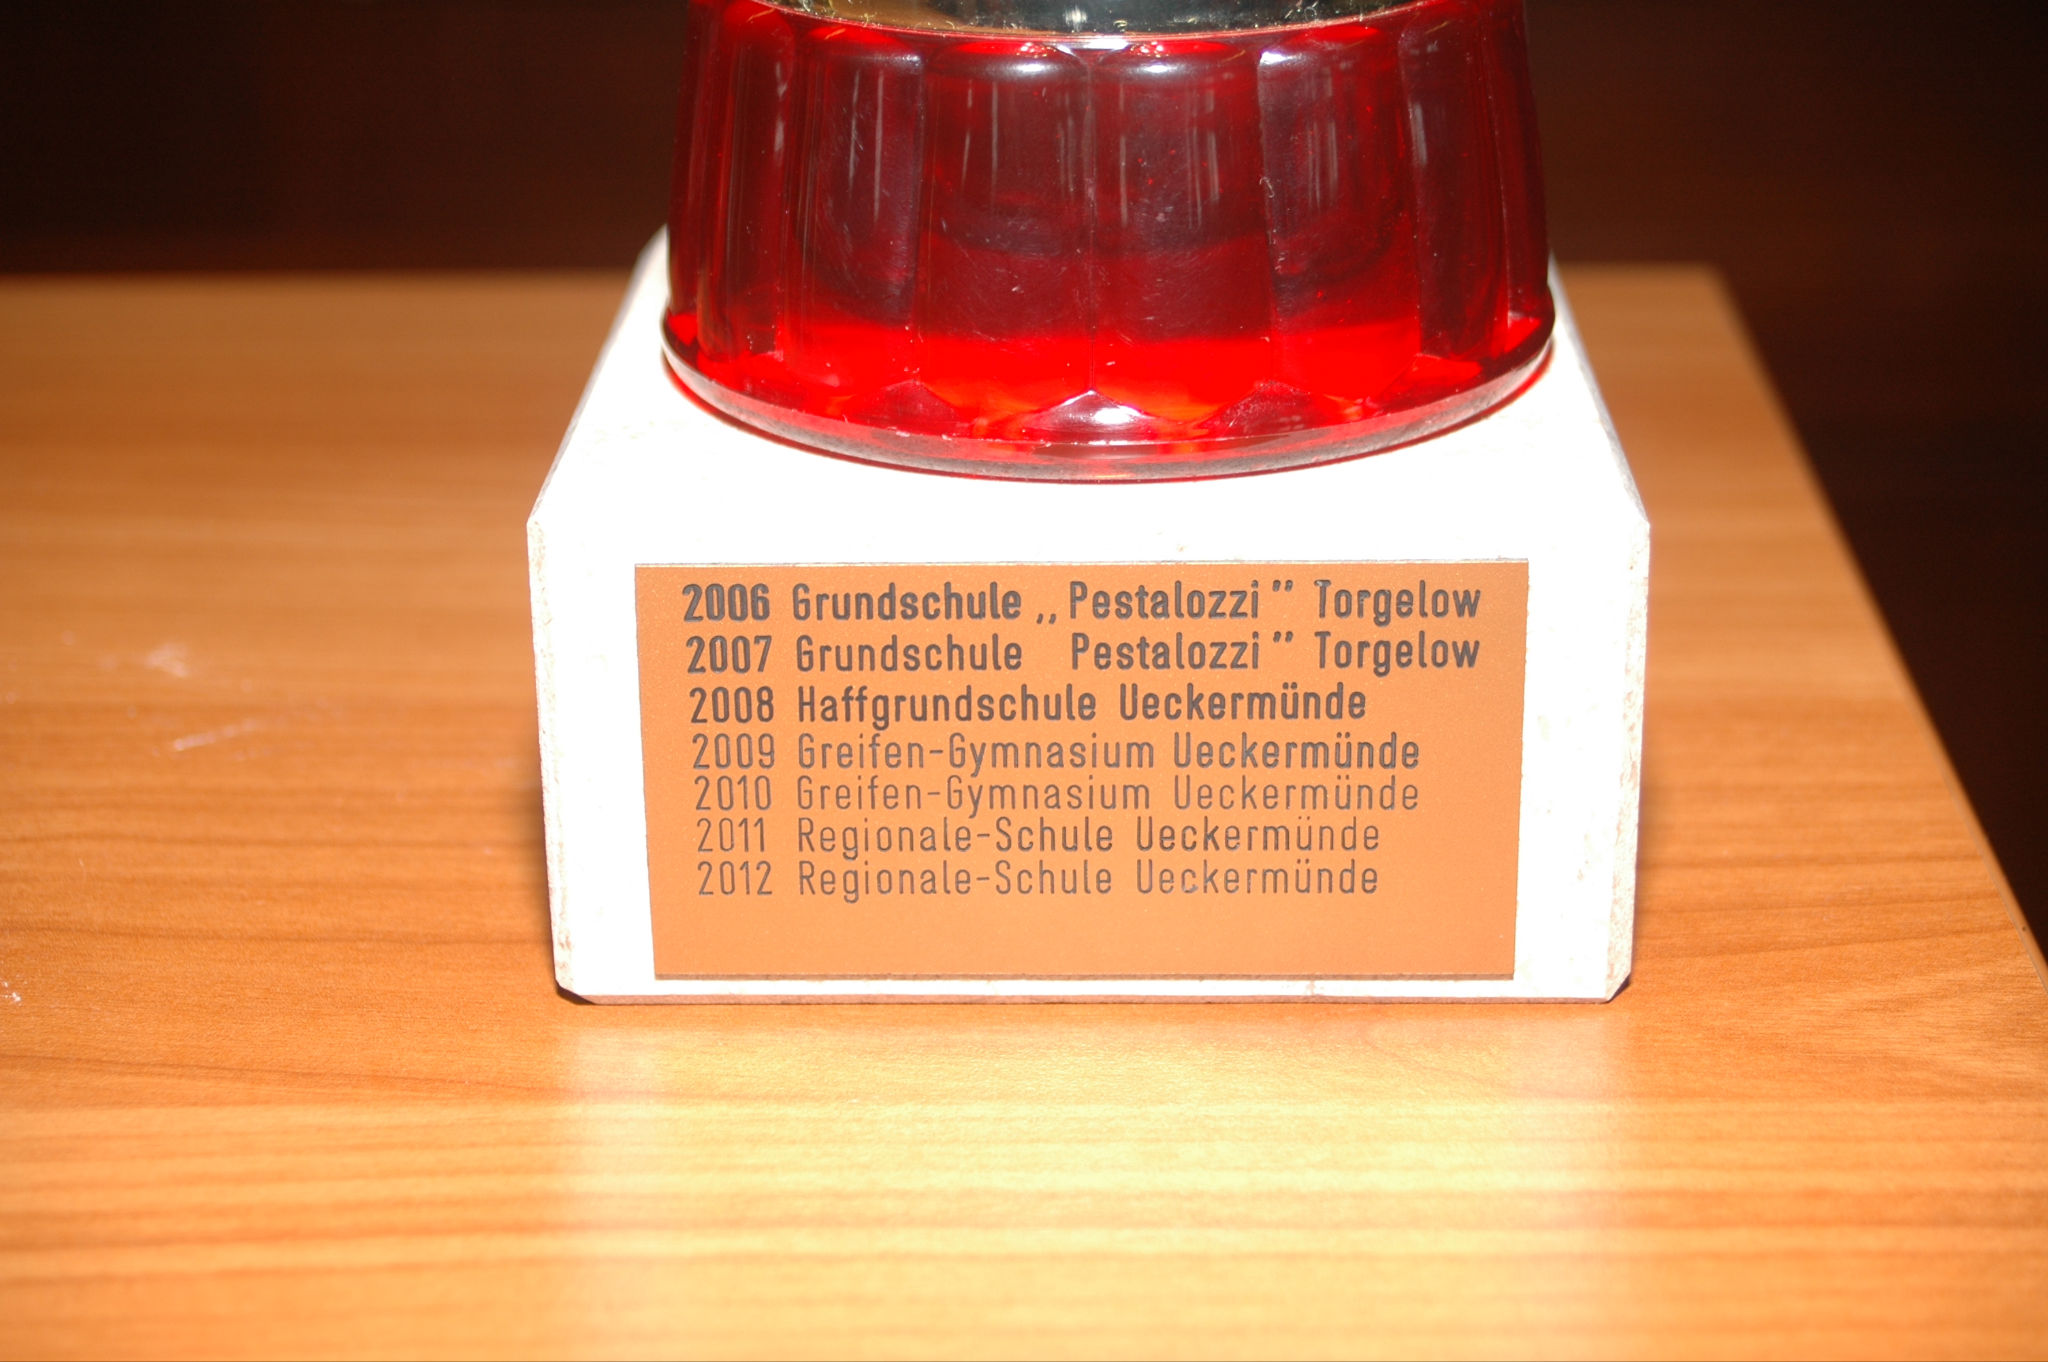 2006 Grundschule „Pestalozzi” Torgelow
2007 Grundschule Pestalozzi” Torgelow
2008 Haffgrundschule Ueckermünde
2009 Greifen-Gymnasium Ueckermünde
2010 Greifen-Gymnasium Ueckermünde
2011 Regionale-Schule Ueckermünde
2012 Regionale-Schule Ueckermünde